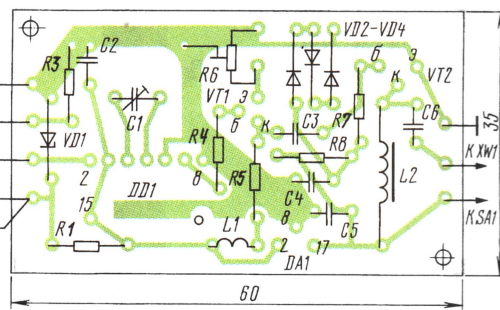 R3
C2
C1
R6
VT1
э
б
VD2-VD4
б
э
к
VT2
VD1
R4
к
C3
R7
R8
C6
35
К XW1
2
DD1
8
R5
C4
L2
К SA1
15
8
C5
R1
L1
2
17
DA1
60